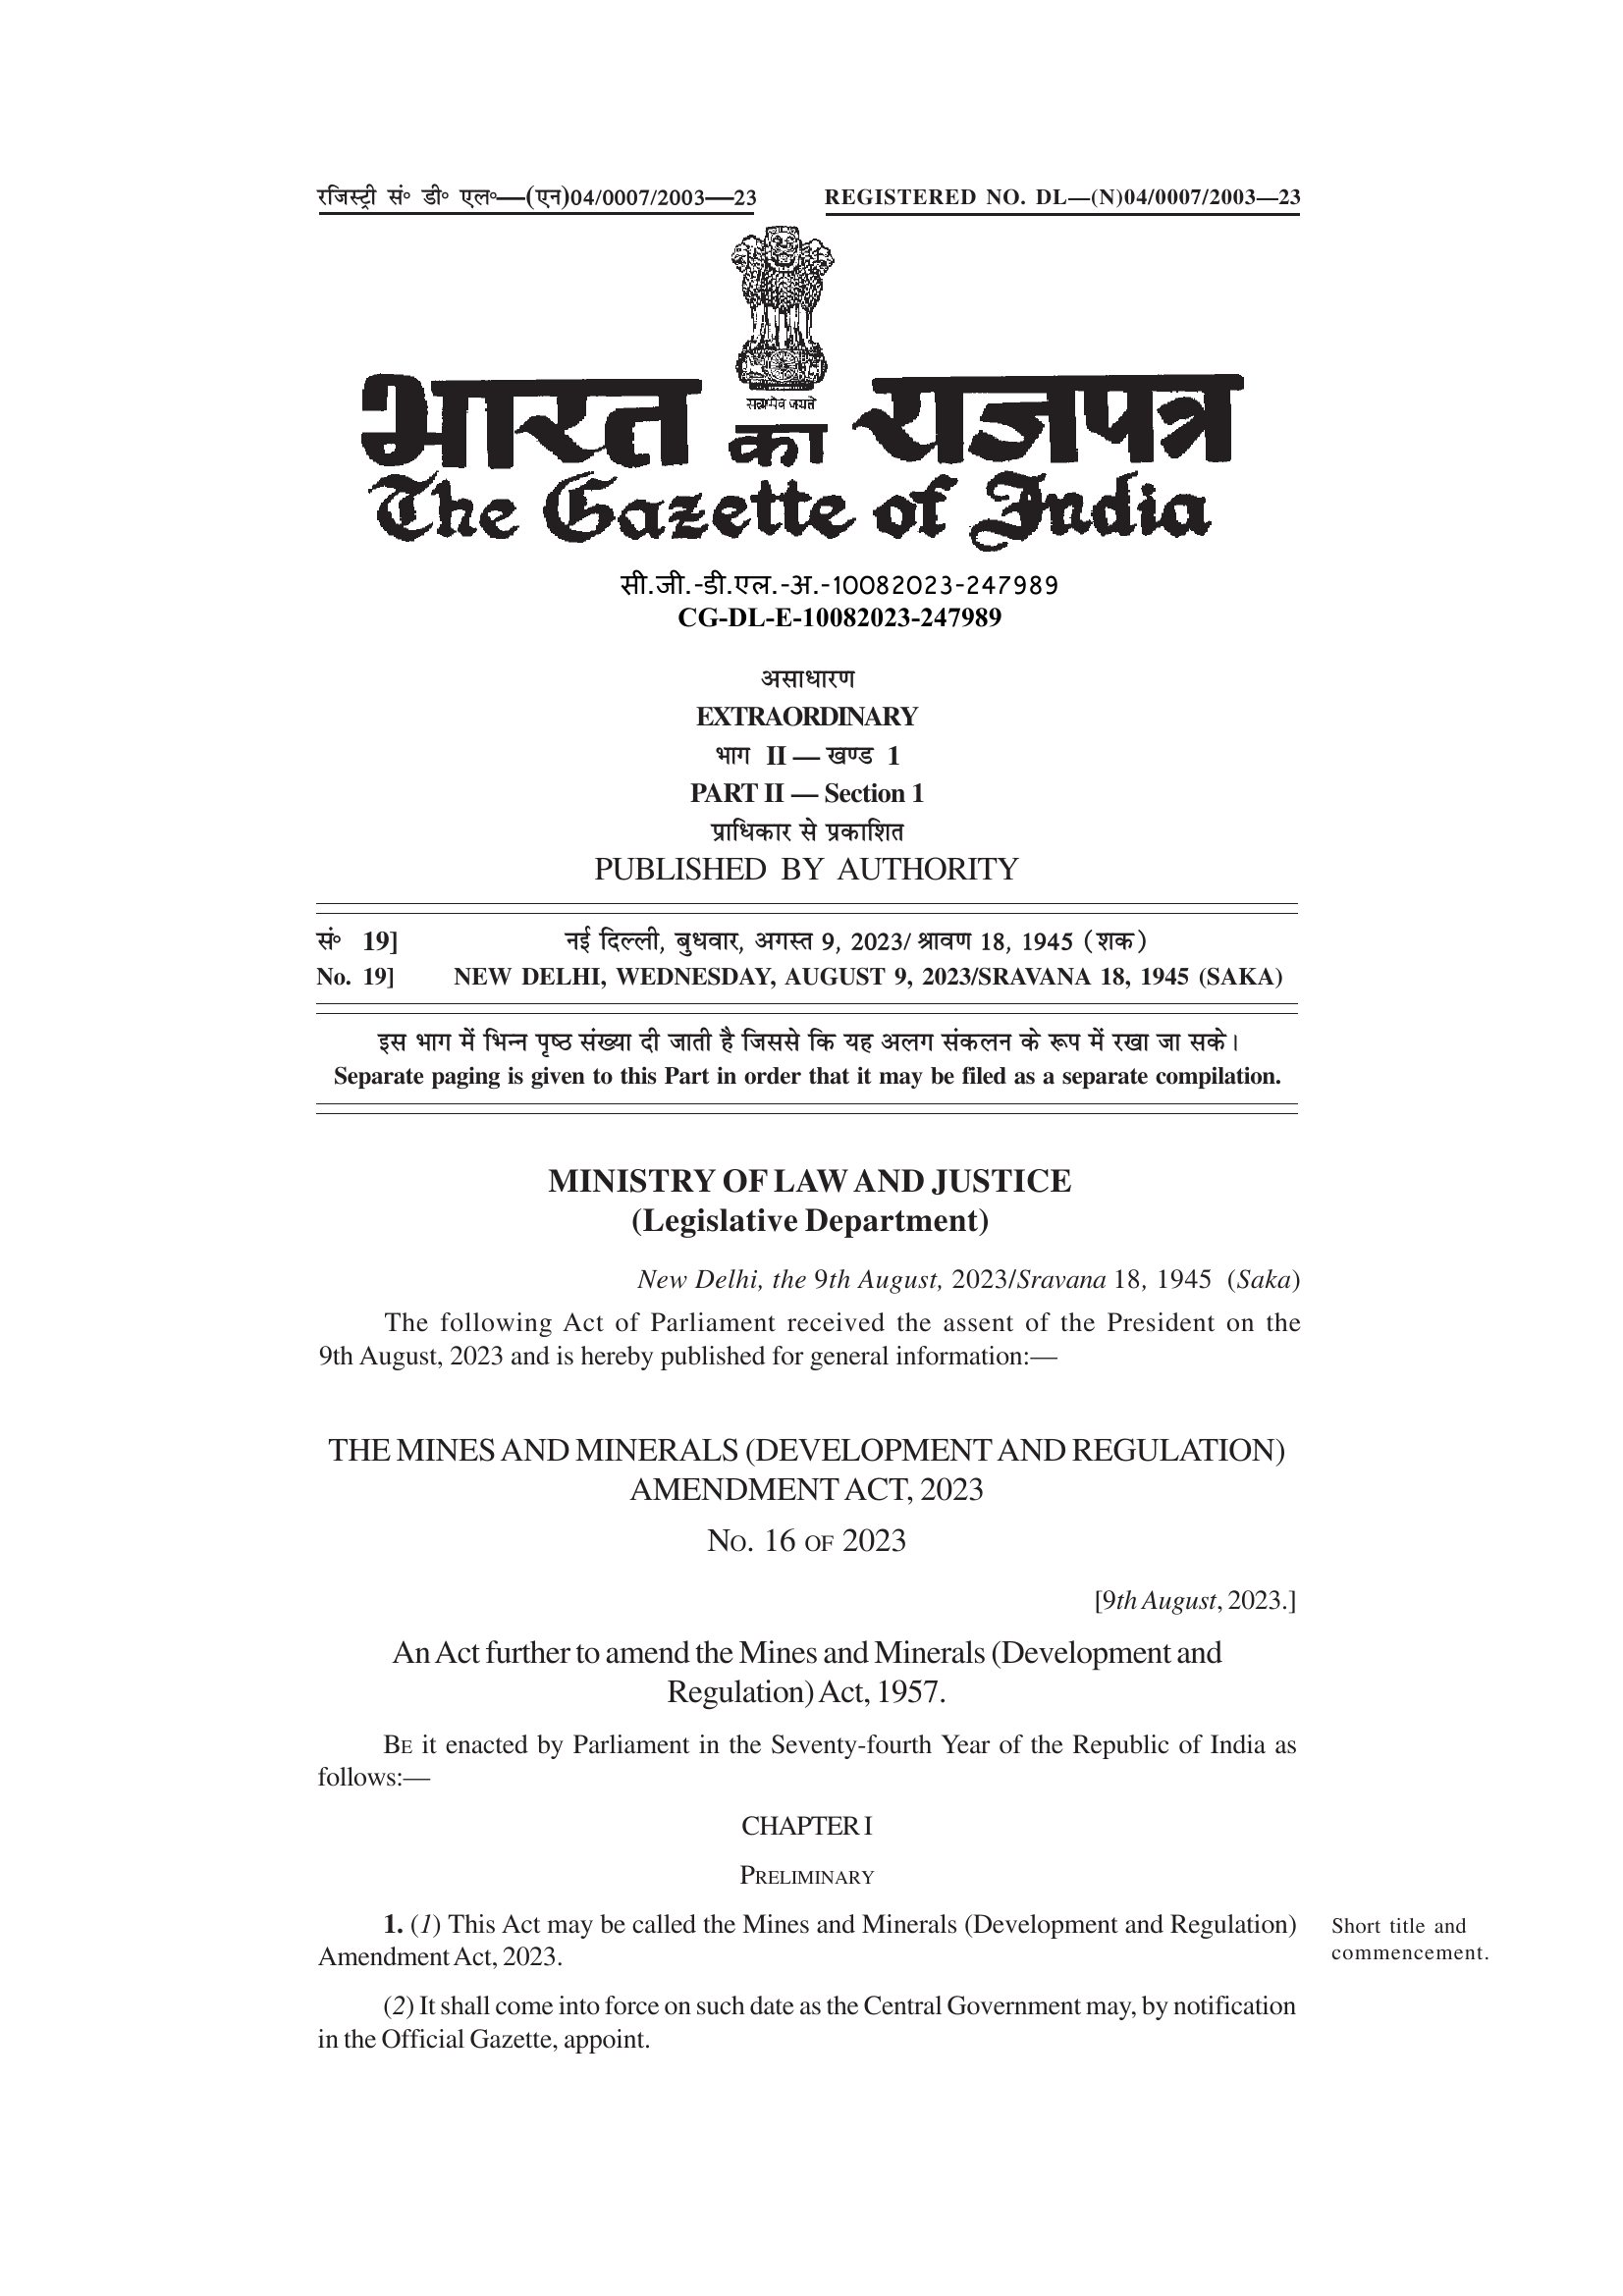 रजिस्ट्री सं॰ डी॰ एल॰—(एन)04/0007/2003—23
REGISTERED NO. DL—(N)04/0007/2003—23
सत्यमेव जयते
भारत का राजपत्र
The Gazette of India
सी.जी.-डी.एल.-अ.-10082023-247989
CG-DL-E-10082023-247989
असाधारण
EXTRAORDINARY
भाग II — खण्ड 1
PART II — Section 1
प्राधिकार से प्रकाशित
PUBLISHED BY AUTHORITY
सं॰ 19] नई दिल्ली, बुधवार, अगस्त 9, 2023/ श्रावण 18, 1945 (शक)
No. 19] NEW DELHI, WEDNESDAY, AUGUST 9, 2023/SRAVANA 18, 1945 (SAKA)
इस भाग में भिन्न पृष्ठ संख्या दी जाती है जिससे कि यह अलग संकलन के रूप में रखा जा सके।
Separate paging is given to this Part in order that it may be filed as a separate compilation.
MINISTRY OF LAW AND JUSTICE
(Legislative Department)
New Delhi, the 9th August, 2023/Sravana 18, 1945 (Saka)
The following Act of Parliament received the assent of the President on the
9th August, 2023 and is hereby published for general information:—
THE MINES AND MINERALS (DEVELOPMENT AND REGULATION)
AMENDMENT ACT, 2023
NO. 16 OF 2023
[9th August, 2023.]
An Act further to amend the Mines and Minerals (Development and
Regulation) Act, 1957.
BE it enacted by Parliament in the Seventy-fourth Year of the Republic of India as
follows:—
CHAPTER I
PRELIMINARY
1. (1) This Act may be called the Mines and Minerals (Development and Regulation)
Amendment Act, 2023.
Short title and
commencement.
(2) It shall come into force on such date as the Central Government may, by notification
in the Official Gazette, appoint.